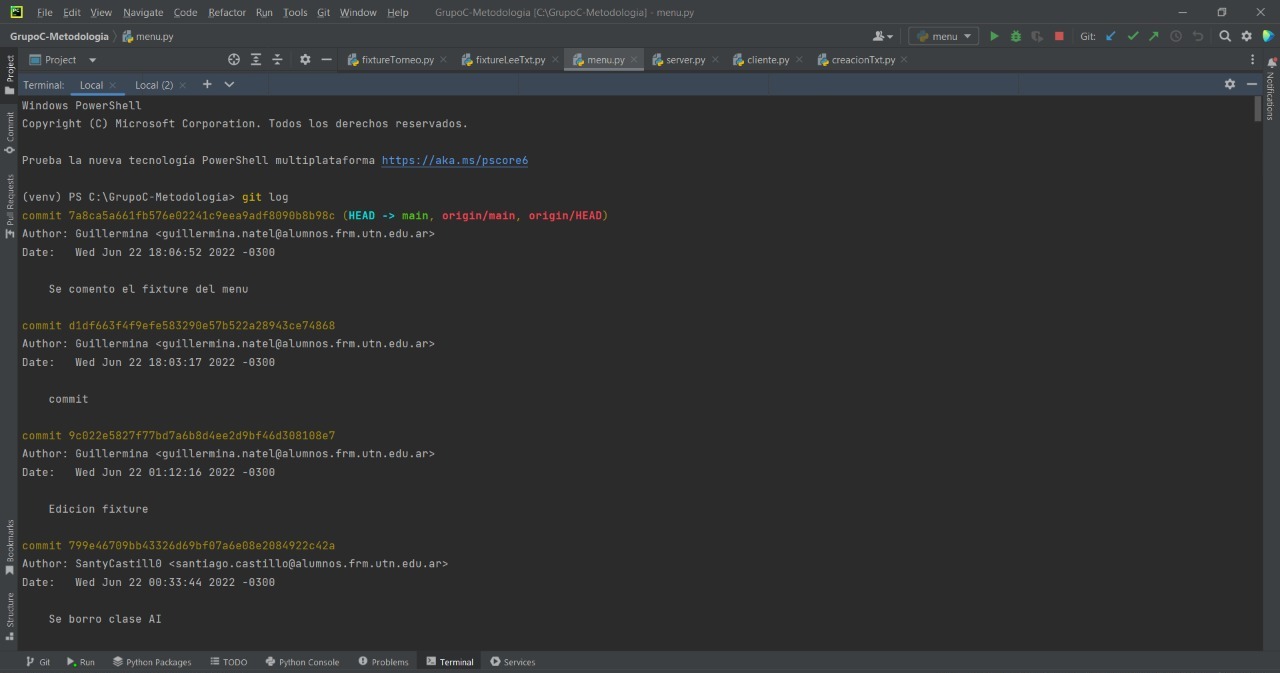 File Edit View Navigate Code Refactor Run Tools Git Window Help GrupoC-Metodologia [C:\GrupoC-Metodologia] - menu.py
GrupoC-Metodologia menu.py menu Git:
Project fixtureTorneo.py fixtureLeeTxt.py menu.py server.py cliente.py creacionTxt.py
Terminal: Local Local (2) +
Windows PowerShell
Copyright (C) Microsoft Corporation. Todos los derechos reservados.
Prueba la nueva tecnología PowerShell multiplataforma https://aka.ms/pscore6
(venv) PS C:\GrupoC-Metodologia> git log
commit 7a8ca5a661fb576e02241c9eea9adf8090b8b98c (HEAD -> main, origin/main, origin/HEAD)
Author: Guillermina <guillermina.natel@alumnos.frm.utn.edu.ar>
Date:   Wed Jun 22 18:06:52 2022 -0300
Se comento el fixture del menu
commit d1df663f4f9efe583290e57b522a28943ce74868
Author: Guillermina <guillermina.natel@alumnos.frm.utn.edu.ar>
Date:   Wed Jun 22 18:03:17 2022 -0300
commit
commit 9c022e5827f77bd7a6b8d4ee2d9bf46d308108e7
Author: Guillermina <guillermina.natel@alumnos.frm.utn.edu.ar>
Date:   Wed Jun 22 01:12:16 2022 -0300
Edicion fixture
commit 799e46709bb43326d69bf07a6e08e2084922c42a
Author: SantyCastill0 <santiago.castillo@alumnos.frm.utn.edu.ar>
Date:   Wed Jun 22 00:33:44 2022 -0300
Se borro clase AI
Project
Commit
Pull Requests
Bookmarks
Structure
Notifications
Git Run Python Packages TODO Python Console Problems Terminal Services